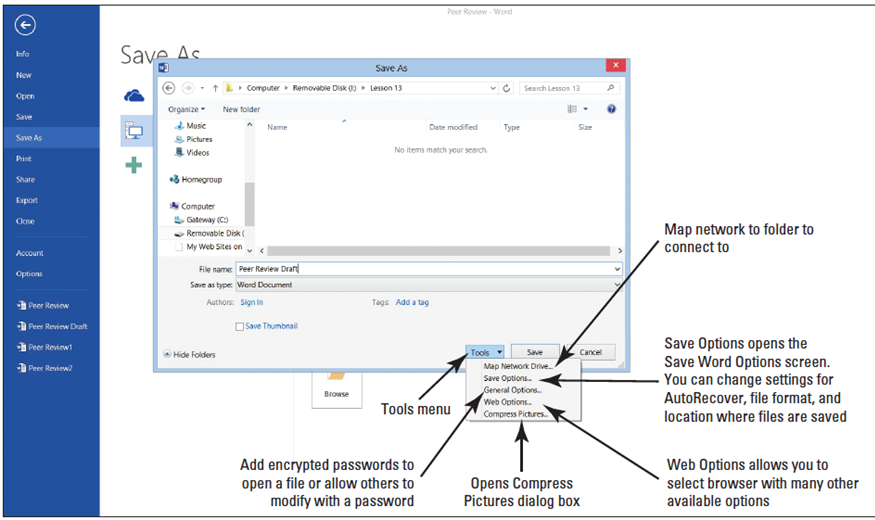 Peer Review - Word
Info
New
Open
Save
Save As
Print
Share
Export
Close
Account
Options
Peer Review
Peer Review Draft
Peer Review1
Peer Review2
Save As
Save As
Computer
Removable Disk (I:)
Lesson 13
Search Lesson 13
Organize
New folder
Music
Pictures
Videos
Homegroup
Computer
Gateway (C:)
Removable Disk (
My Web Sites on
Name
Date modified
Type
Size
No items match your search.
File name: Peer Review Draft
Save as type: Word Document
Authors: Sign In
Tags: Add a tag
Save Thumbnail
Hide Folders
Tools
Save
Cancel
Map Network Drive...
Save Options...
General Options...
Web Options...
Compress Pictures...
Browse
Tools menu
Map network to folder to
connect to
Save Options opens the
Save Word Options screen.
You can change settings for
AutoRecover, file format, and
location where files are saved
Add encrypted passwords to
open a file or allow others to
modify with a password
Opens Compress
Pictures dialog box
Web Options allows you to
select browser with many other
available options